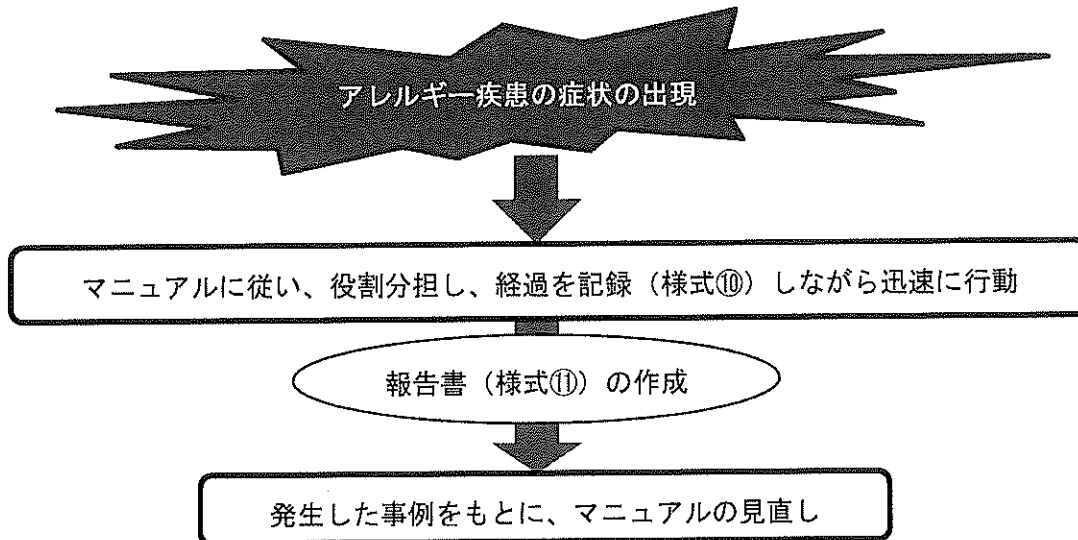 アレルギー疾患の症状の出現
マニュアルに従い、役割分担し、経過を記録（様式⑩）しながら迅速に行動
報告書（様式⑪）の作成
発生した事例をもとに、マニュアルの見直し